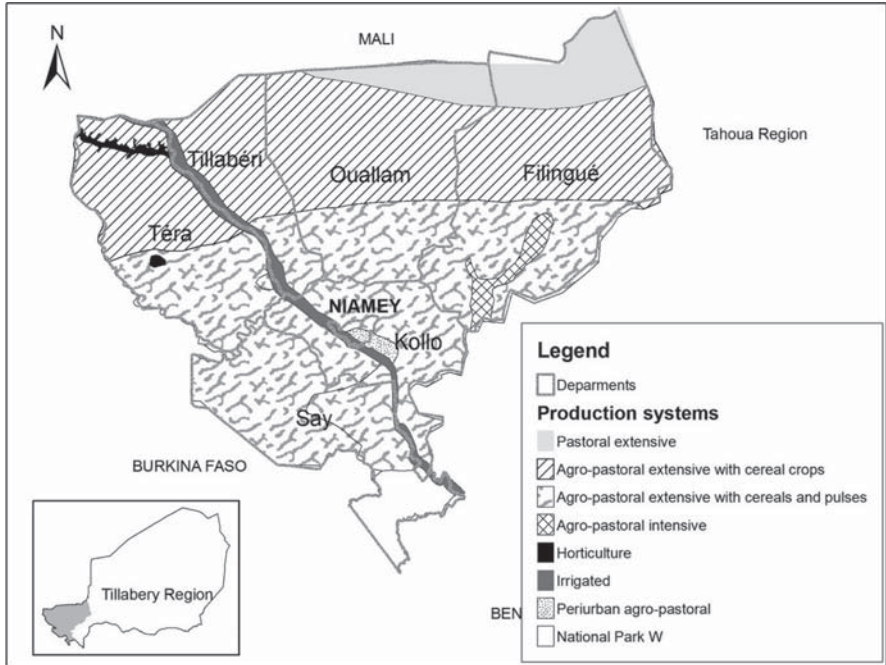 N
MALI
Tahoua Region
Tillabéri
Ouallam
Filingué
Téra
NIAMEY
Kollo
Say
BURKINA FASO
BEN
Tillabery Region
Legend
Deparments
Production systems
Pastoral extensive
Agro-pastoral extensive with cereal crops
Agro-pastoral extensive with cereals and pulses
Agro-pastoral intensive
Horticulture
Irrigated
Periurban agro-pastoral
National Park W